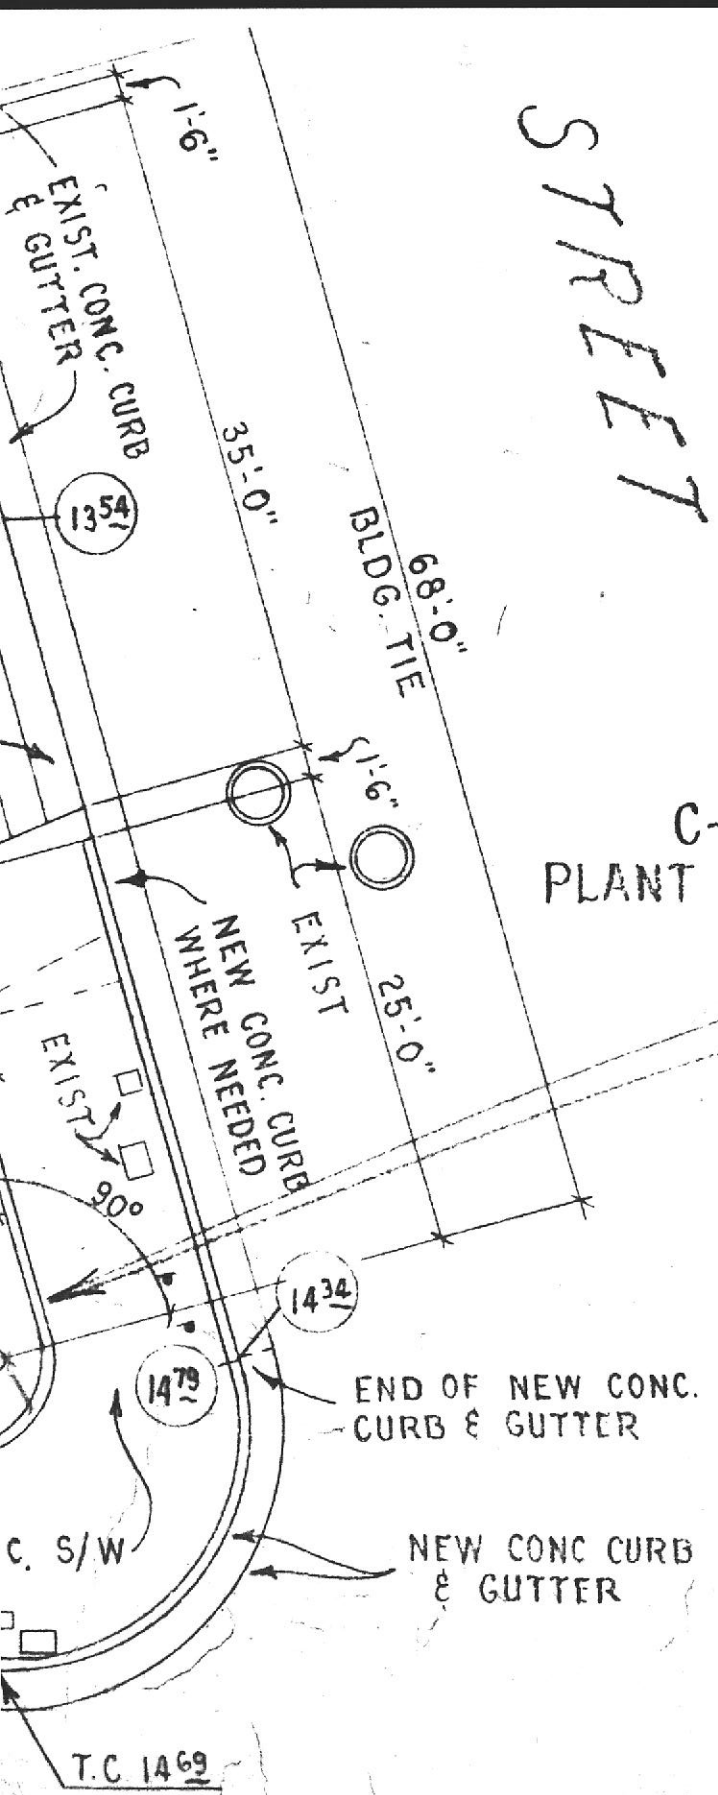 STREET
1'-6"
EXIST. CONC. CURB
& GUTTER
35'-0"
13 54
68'-0"
BLDG. TIE
1'-6"
C-
PLANT
EXIST
NEW CONC. CURB
WHERE NEEDED
25'-0"
EXIST
90°
14 34
14 79
END OF NEW CONC.
CURB & GUTTER
C. S/W
NEW CONC CURB
& GUTTER
T.C 14 69